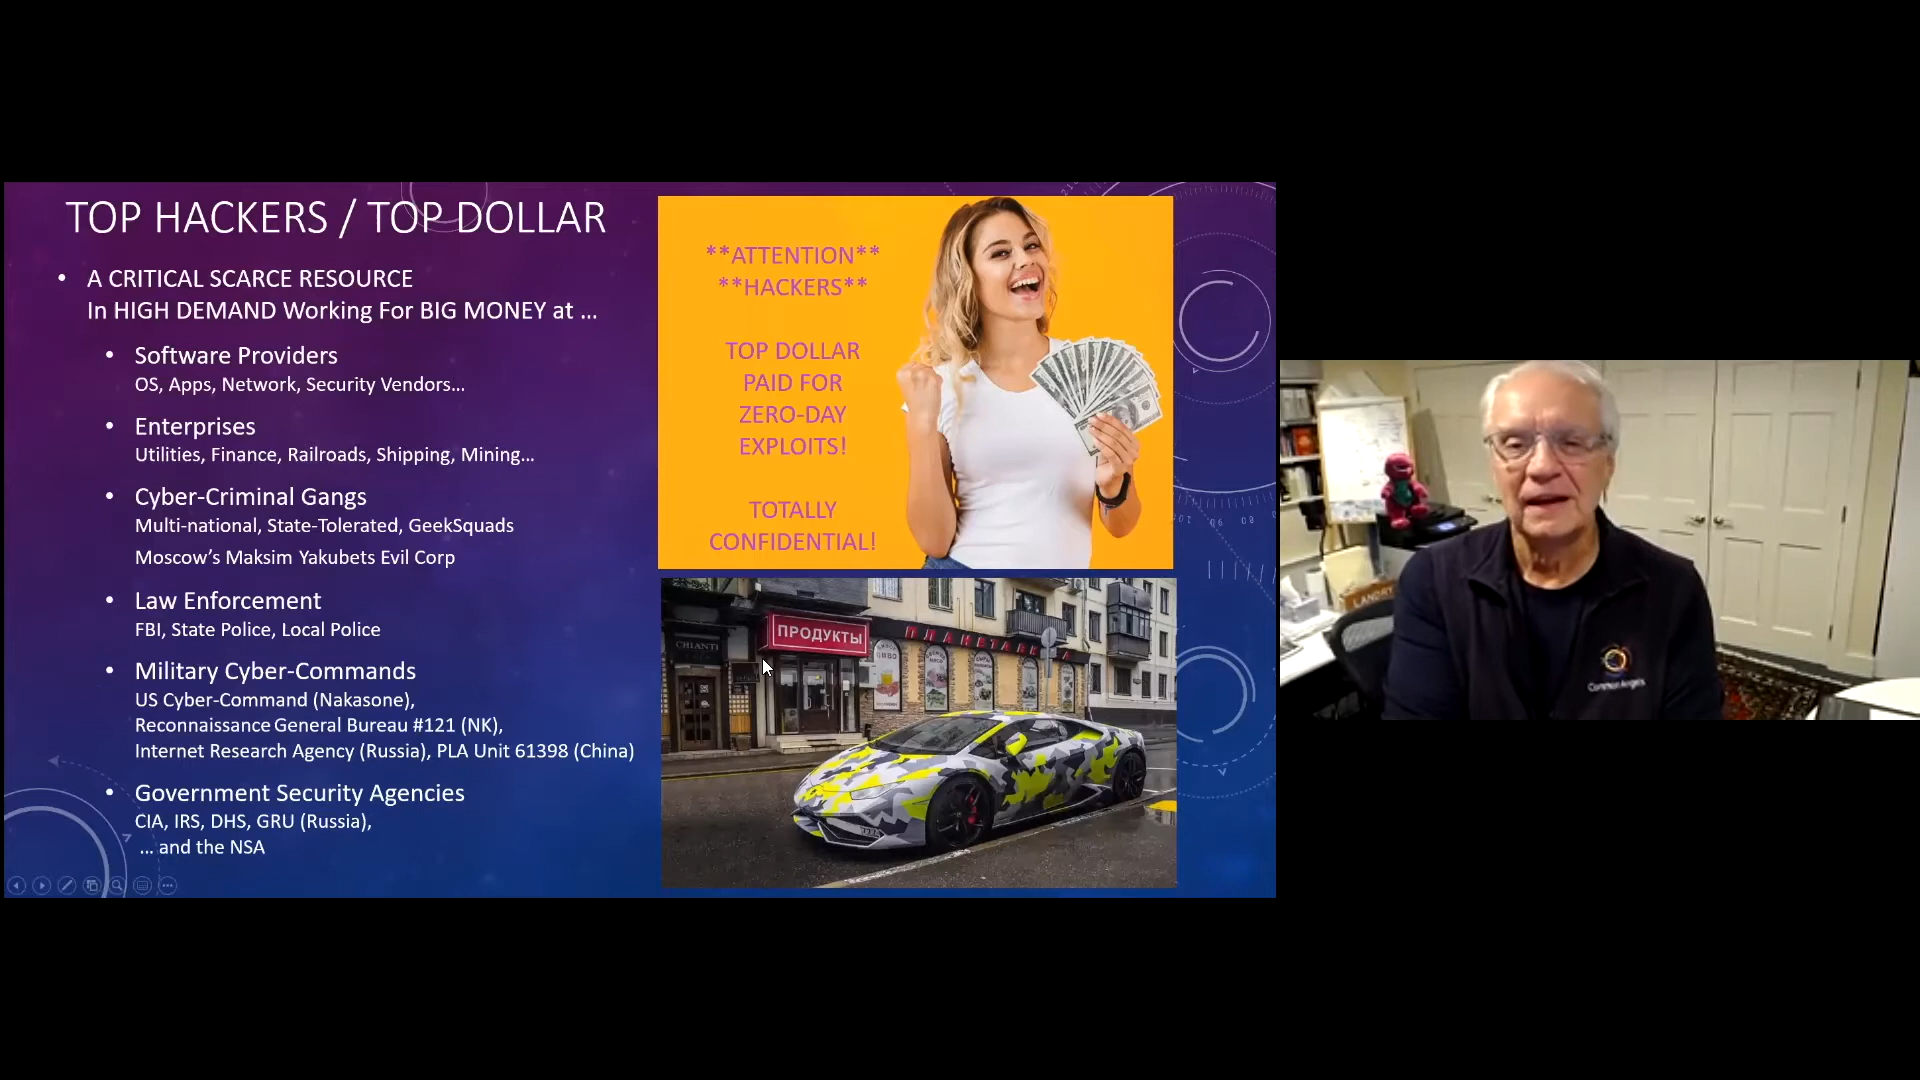 TOP HACKERS / TOP DOLLAR
• A CRITICAL SCARCE RESOURCE
In HIGH DEMAND Working For BIG MONEY at ...
• Software Providers
OS, Apps, Network, Security Vendors...
• Enterprises
Utilities, Finance, Railroads, Shipping, Mining...
• Cyber-Criminal Gangs
Multi-national, State-Tolerated, GeekSquads
Moscow's Maksim Yakubets Evil Corp
• Law Enforcement
FBI, State Police, Local Police
• Military Cyber-Commands
US Cyber-Command (Nakasone),
Reconnaissance General Bureau #121 (NK),
Internet Research Agency (Russia), PLA Unit 61398 (China)
• Government Security Agencies
CIA, IRS, DHS, GRU (Russia),
... and the NSA
**ATTENTION**
**HACKERS**
TOP DOLLAR
PAID FOR
ZERO-DAY
EXPLOITS!
TOTALLY
CONFIDENTIAL!
CHIANTI
ПРОДУКТЫ
LANDRY
Common Angels